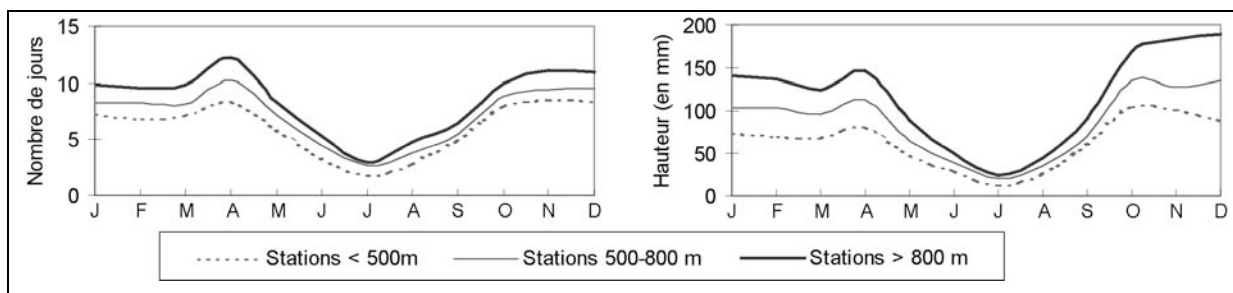 Nombre de jours
15
10
5
0
J F M A M J J A S O N D
Hauteur (en mm)
200
150
100
50
0
J F M A M J J A S O N D
Stations < 500m Stations 500-800 m Stations > 800 m